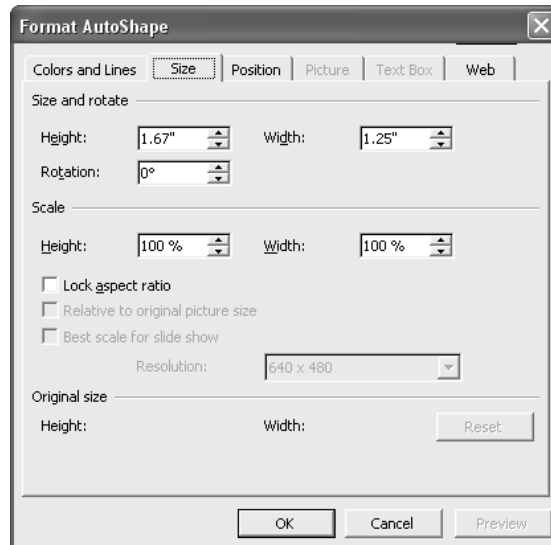 Format AutoShape
Colors and Lines Size Position Picture Text Box Web
Size and rotate
Height: 1.67" Width: 1.25"
Rotation: 0°
Scale
Height: 100 % Width: 100 %
Lock aspect ratio
Relative to original picture size
Best scale for slide show
Resolution: 640 x 480
Original size
Height: Width: Reset
OK Cancel Preview